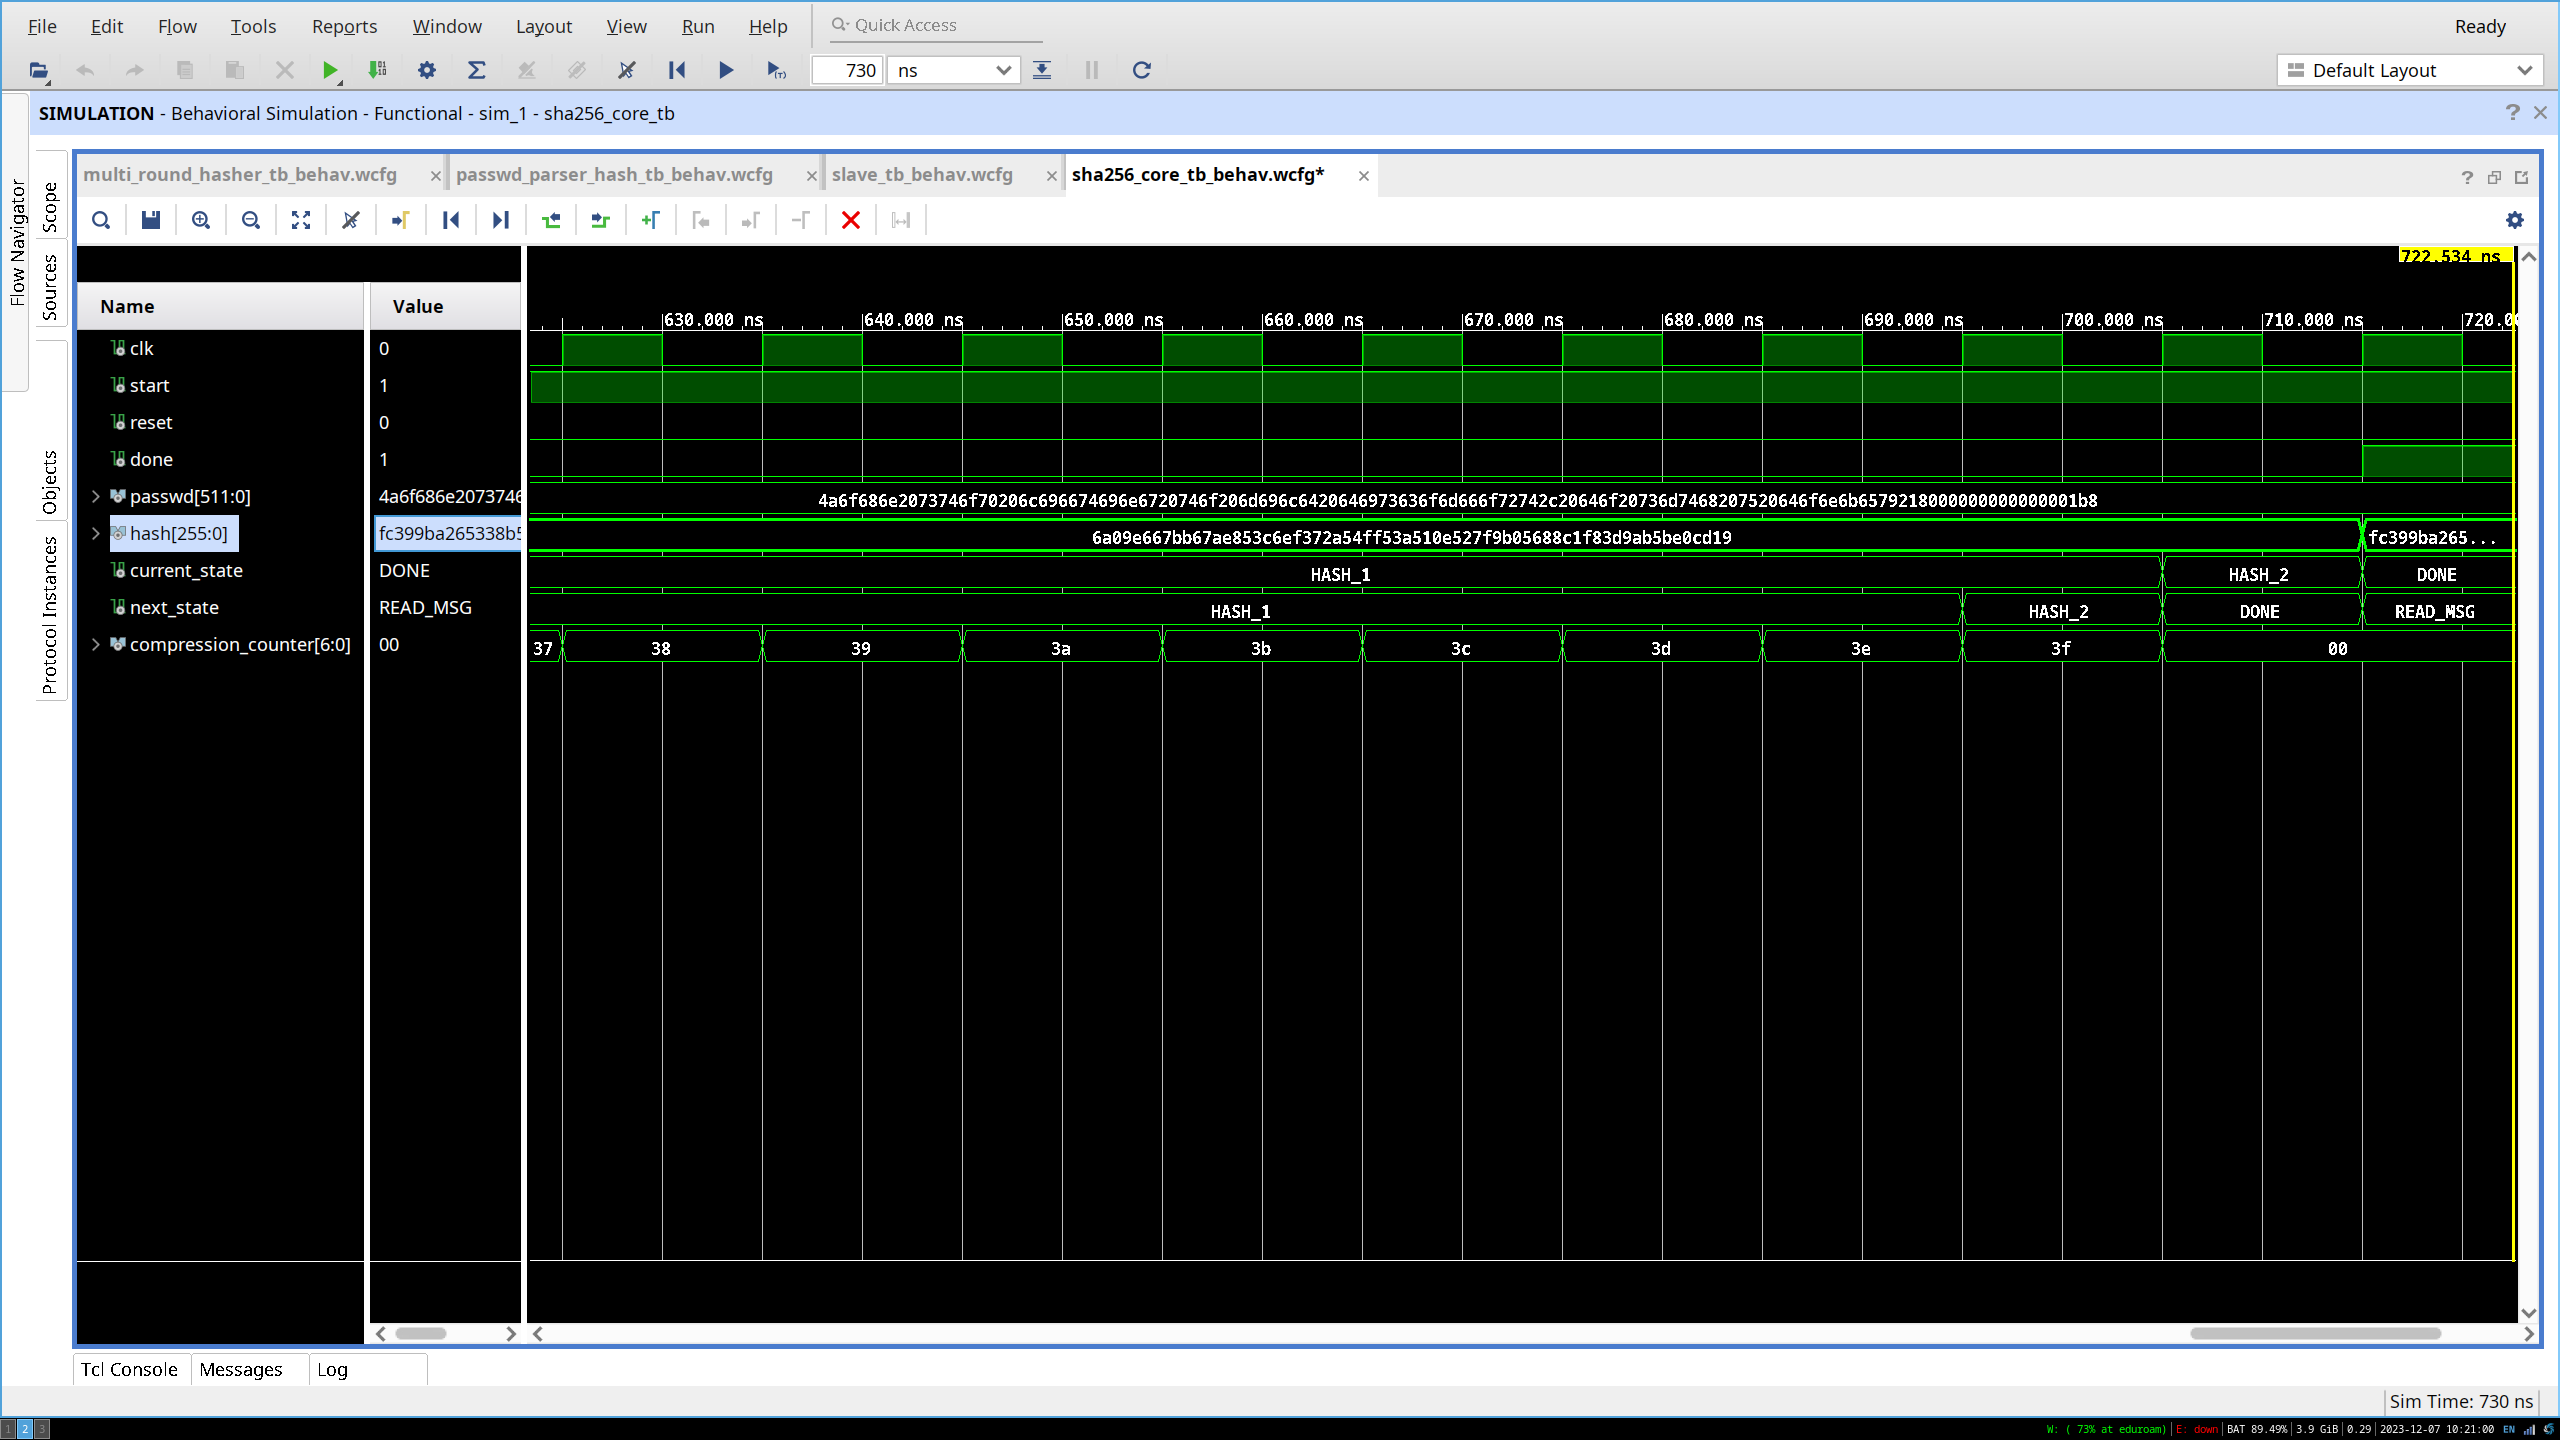 File Edit Flow Tools Reports Window Layout View Run Help Quick Access Ready
730 ns Default Layout
SIMULATION - Behavioral Simulation - Functional - sim_1 - sha256_core_tb
Flow Navigator
Scope
Sources
Objects
Protocol Instances
multi_round_hasher_tb_behav.wcfg passwd_parser_hash_tb_behav.wcfg slave_tb_behav.wcfg sha256_core_tb_behav.wcfg*
722.534 ns
Name Value
630.000 ns 640.000 ns 650.000 ns 660.000 ns 670.000 ns 680.000 ns 690.000 ns 700.000 ns 710.000 ns 720.0
clk 0
start 1
reset 0
done 1
passwd[511:0] 4a6f686e2073746 4a6f686e2073746f70206c696674696e6720746f206d696c6420646973636f6d666f72742c20646f20736d7468207520646f6e6b65792180000000000000001b8
hash[255:0] fc399ba265338b5 6a09e667bb67ae853c6ef372a54ff53a510e527f9b05688c1f83d9ab5be0cd19 fc399ba265...
current_state DONE HASH_1 HASH_2 DONE
next_state READ_MSG HASH_1 HASH_2 DONE READ_MSG
compression_counter[6:0] 00 37 38 39 3a 3b 3c 3d 3e 3f 00
Tcl Console Messages Log
Sim Time: 730 ns
1 2 3 W: ( 73% at eduroam) E: down BAT 89.49% 3.9 GiB 0.29 2023-12-07 10:21:00 EN